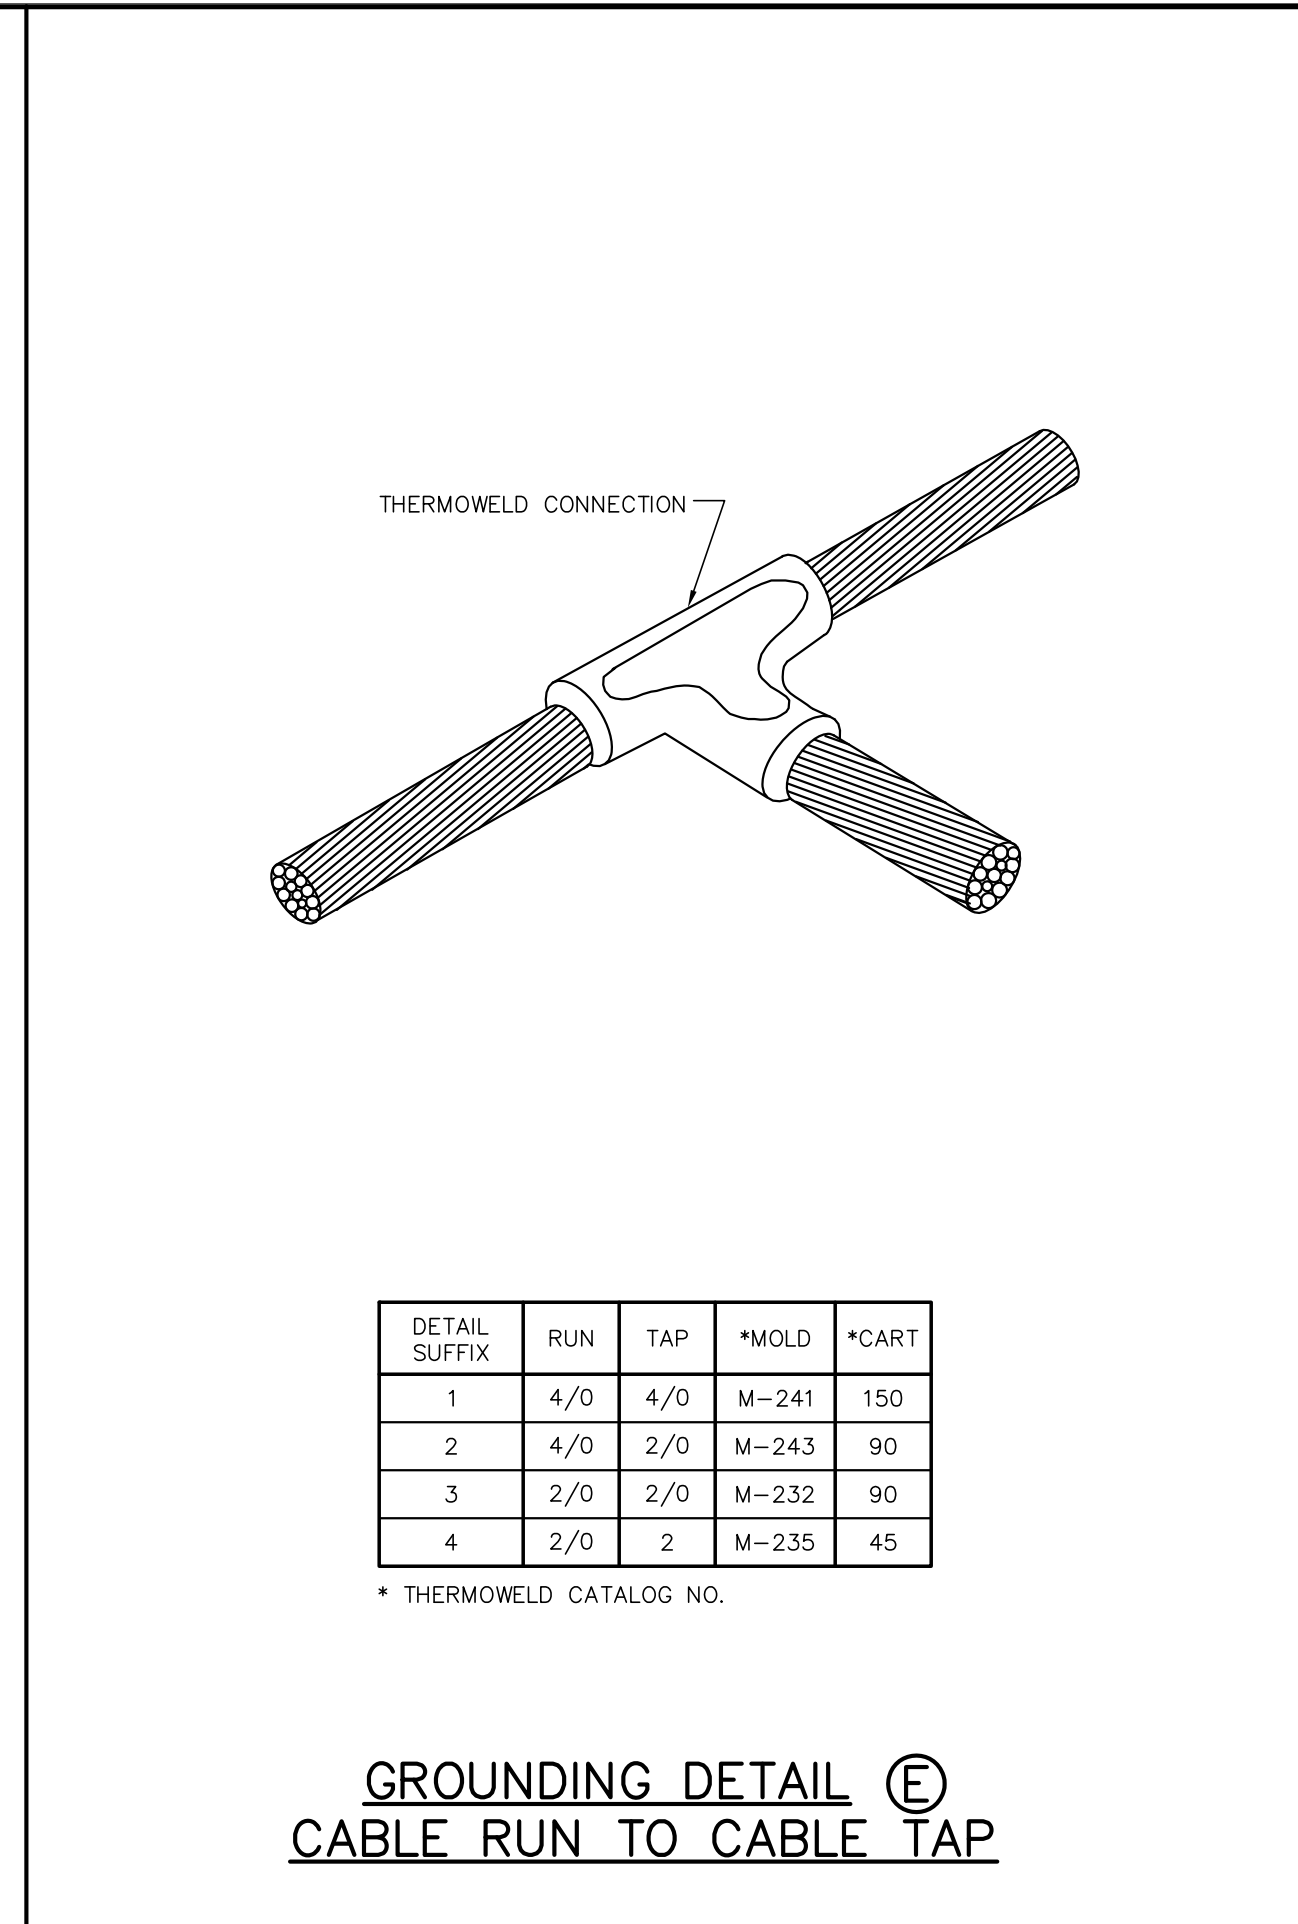 THERMOWELD CONNECTION
DETAIL SUFFIX RUN TAP *MOLD *CART
1 4/0 4/0 M-241 150
2 4/0 2/0 M-243 90
3 2/0 2/0 M-232 90
4 2/0 2 M-235 45
* THERMOWELD CATALOG NO.
GROUNDING DETAIL E
CABLE RUN TO CABLE TAP